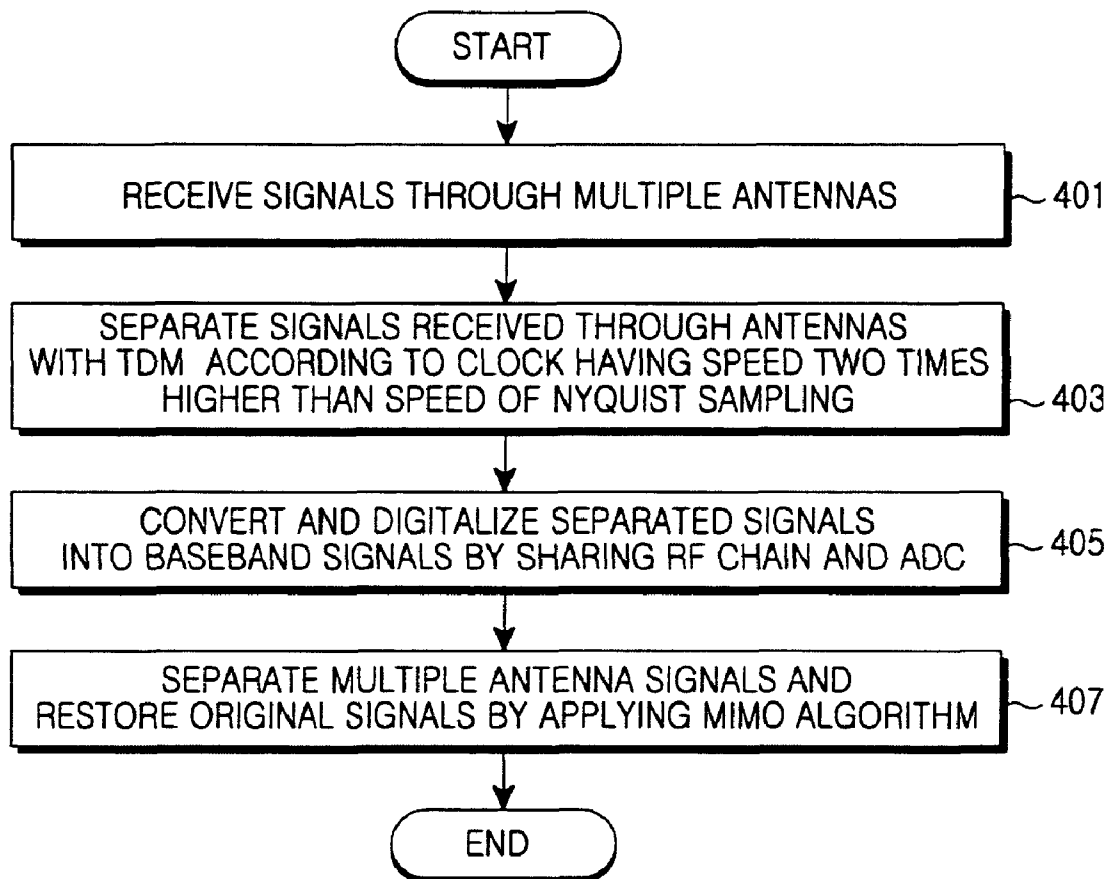 START
RECEIVE SIGNALS THROUGH MULTIPLE ANTENNAS
401
SEPARATE SIGNALS RECEIVED THROUGH ANTENNAS
WITH TDM ACCORDING TO CLOCK HAVING SPEED TWO TIMES
HIGHER THAN SPEED OF NYQUIST SAMPLING
403
CONVERT AND DIGITALIZE SEPARATED SIGNALS
INTO BASEBAND SIGNALS BY SHARING RF CHAIN AND ADC
405
SEPARATE MULTIPLE ANTENNA SIGNALS AND
RESTORE ORIGINAL SIGNALS BY APPLYING MIMO ALGORITHM
407
END